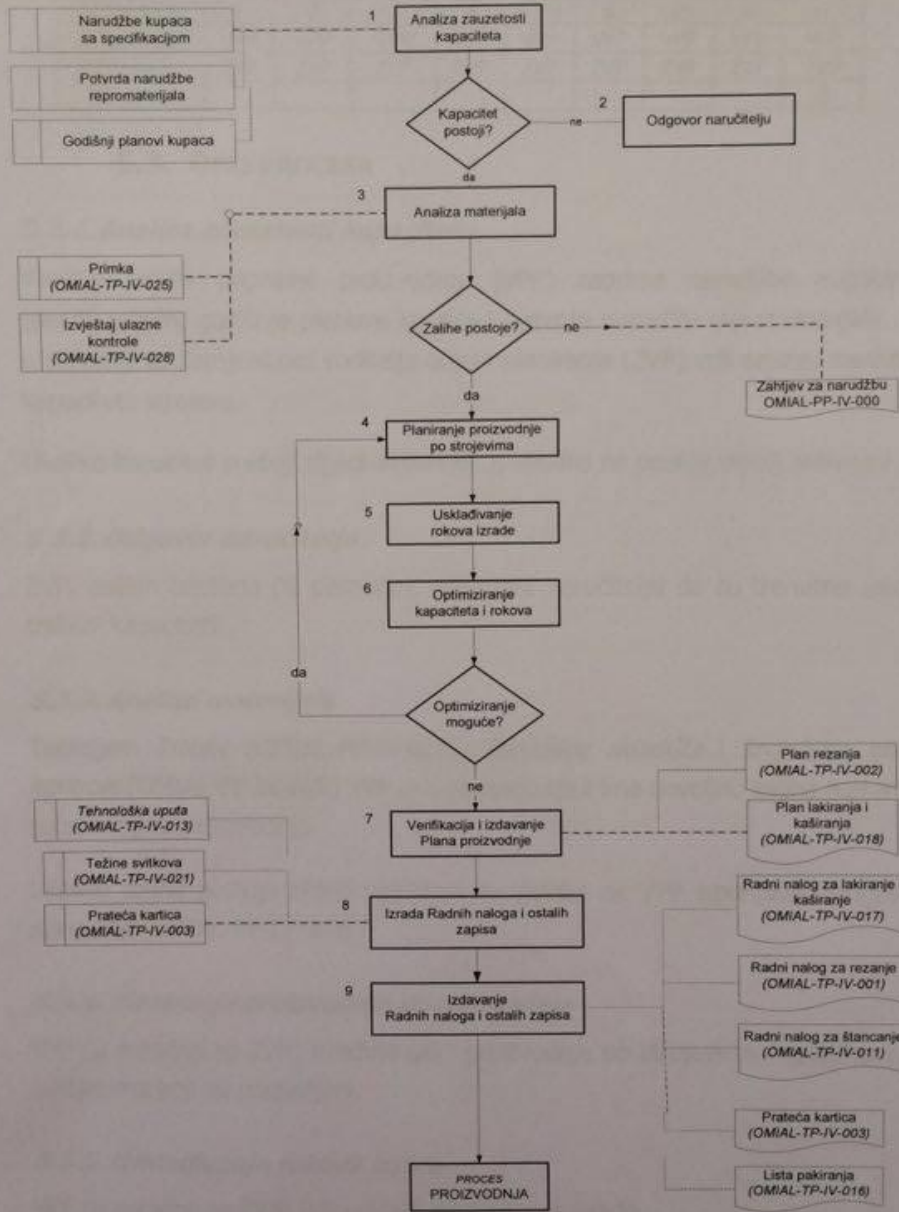 Narudžbe kupaca
sa specifikacijom
1
Analiza zauzetosti
kapaciteta
Potvrda narudžbe
repromaterijala
Godišnji planovi kupaca
Kapacitet
postoji?
ne
2
Odgovor naručitelju
da
3
Analiza materijala
Primka
(OMIAL-TP-IV-025)
Izvještaj ulazne
kontrole
(OMIAL-TP-IV-028)
Zalihe postoje?
ne
Zahtjev za narudžbu
OMIAL-PP-IV-000
da
4
Planiranje proizvodnje
po strojevima
5
Usklađivanje
rokova izrade
6
Optimiziranje
kapaciteta i rokova
da
Optimiziranje
moguće?
ne
Plan rezanja
(OMIAL-TP-IV-002)
Tehnološka uputa
(OMIAL-TP-IV-013)
7
Verifikacija i izdavanje
Plana proizvodnje
Plan lakiranja i
kaširanja
(OMIAL-TP-IV-018)
Težine svitkova
(OMIAL-TP-IV-021)
Prateća kartica
(OMIAL-TP-IV-003)
8
Izrada Radnih naloga i ostalih
zapisa
Radni nalog za lakiranje
kaširanje
(OMIAL-TP-IV-017)
9
Izdavanje
Radnih naloga i ostalih zapisa
Radni nalog za rezanje
(OMIAL-TP-IV-001)
Radni nalog za štancanje
(OMIAL-TP-IV-011)
Prateća kartica
(OMIAL-TP-IV-003)
Lista pakiranja
(OMIAL-TP-IV-016)
PROCES
PROIZVODNJA